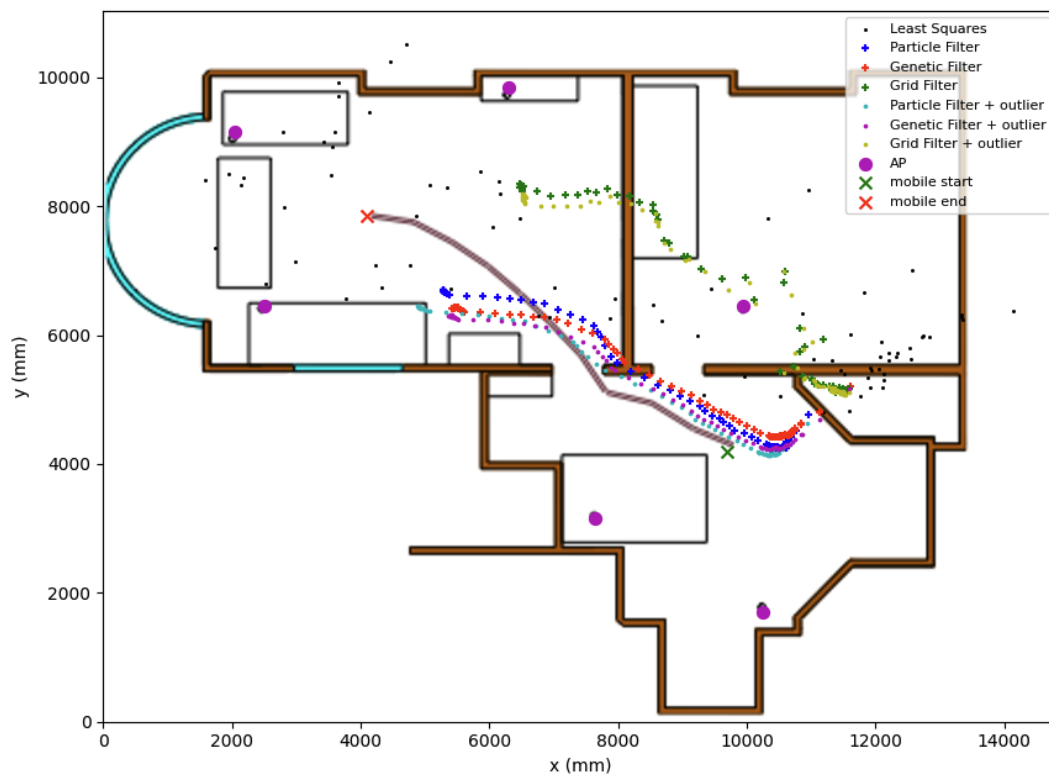 Least Squares
Particle Filter
Genetic Filter
Grid Filter
Particle Filter + outlier
Genetic Filter + outlier
Grid Filter + outlier
AP
mobile start
mobile end
10000
8000
6000
4000
2000
0
y (mm)
0 2000 4000 6000 8000 10000 12000 14000
x (mm)